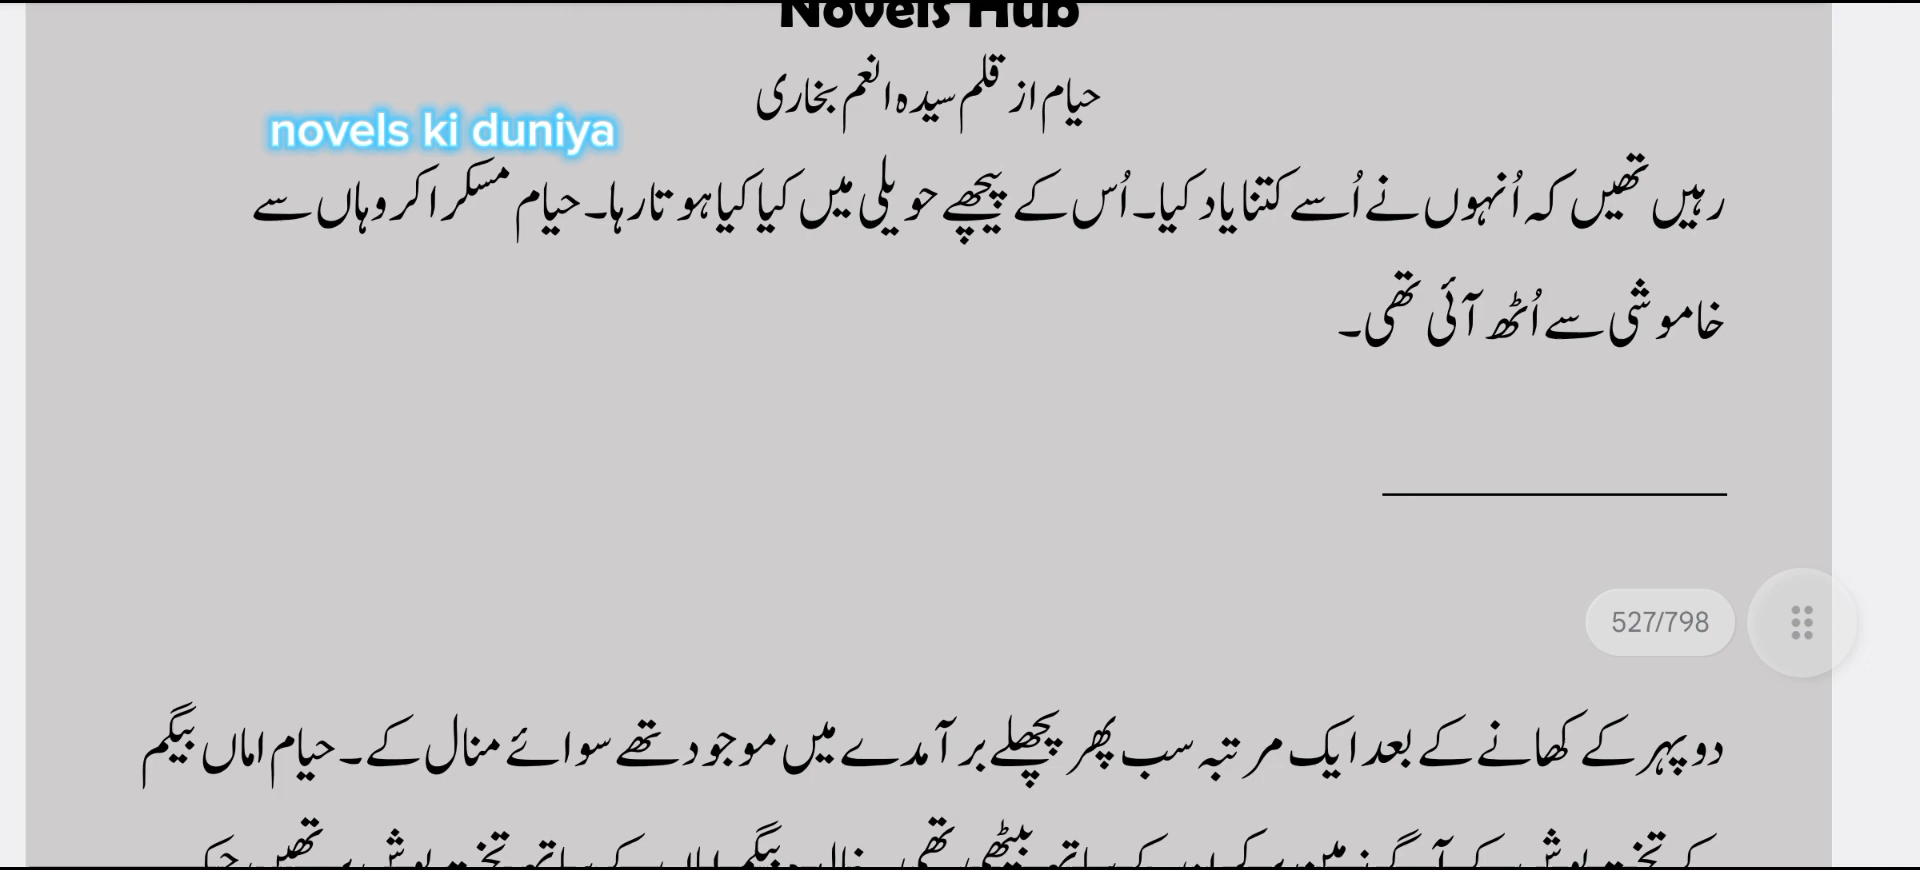 Novels Hub
حیام از قلم سیدہ انعم بخاری
novels ki duniya
رہیں تھیں کہ اُنہوں نے اُسے کتنا یاد کیا۔ اُس کے پیچھے حویلی میں کیا کیا ہوتا رہا۔ حیام مسکرا کر وہاں سے
خاموشی سے اُٹھ آئی تھی۔
527/798
دوپہر کے کھانے کے بعد ایک مرتبہ سب پھر پچھلے برآمدے میں موجود تھے سوائے منال کے۔ حیام اماں بیگم